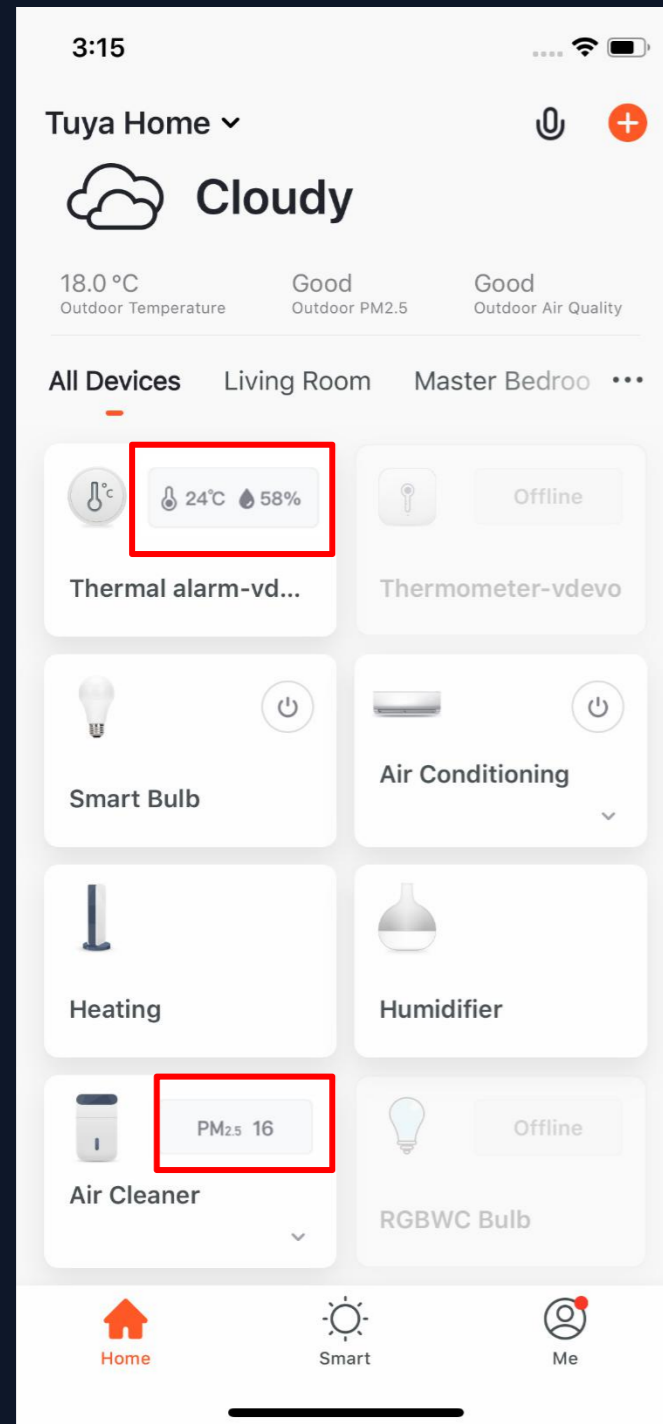 3:15
Tuya Home
Cloudy
18.0 °C
Outdoor Temperature
Good
Outdoor PM2.5
Good
Outdoor Air Quality
All Devices
Living Room
Master Bedroo
°C
24℃ 58%
Thermal alarm-vd...
Offline
Thermometer-vdevo
Smart Bulb
Air Conditioning
Heating
Humidifier
PM2.5 16
Air Cleaner
Offline
RGBWC Bulb
Home
Smart
Me